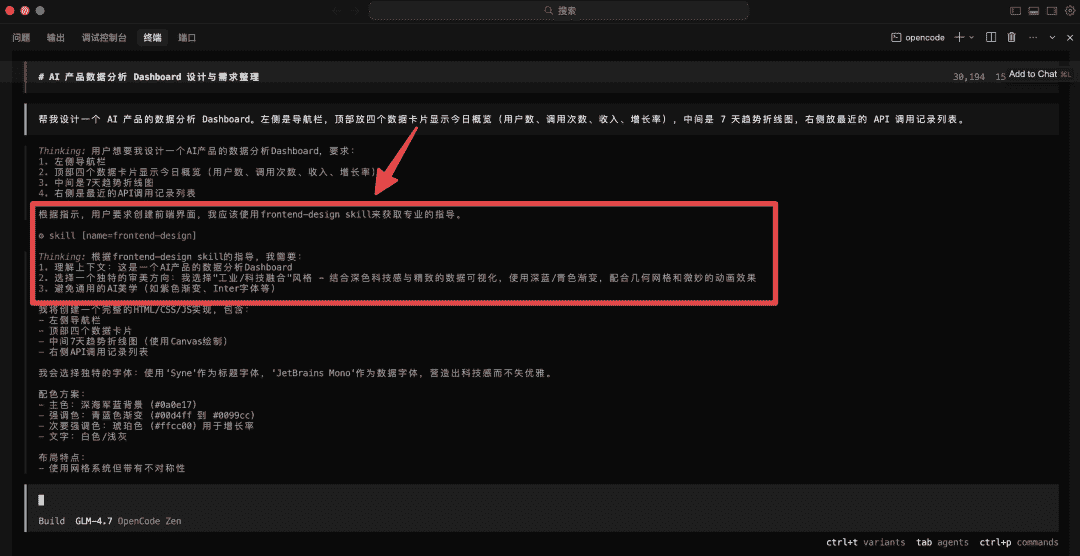 搜索
问题 输出 调试控制台 终端 端口
opencode
# AI 产品数据分析 Dashboard 设计与需求整理
30,194 15
Add to Chat ⌘L
帮我设计一个 AI 产品的数据分析 Dashboard。左侧是导航栏，顶部放四个数据卡片显示今日概览（用户数、调用次数、收入、增长率），中间是 7 天趋势折线图，右侧放最近的 API 调用记录列表。
Thinking: 用户想要我设计一个AI产品的数据分析Dashboard，要求：
1. 左侧导航栏
2. 顶部四个数据卡片显示今日概览（用户数、调用次数、收入、增长率）
3. 中间是7天趋势折线图
4. 右侧是最近的API调用记录列表
根据指示，用户要求创建前端界面，我应该使用frontend-design skill来获取专业的指导。
⚙ skill [name=frontend-design]
Thinking: 根据frontend-design skill的指导，我需要：
1. 理解上下文：这是一个AI产品的数据分析Dashboard
2. 选择一个独特的审美方向：我选择"工业/科技融合"风格 - 结合深色科技感与精致的数据可视化，使用深蓝/青色渐变，配合几何网格和微妙的动画效果
3. 避免通用的AI美学（如紫色渐变、Inter字体等）
我将创建一个完整的HTML/CSS/JS实现，包含：
- 左侧导航栏
- 顶部四个数据卡片
- 中间7天趋势折线图（使用Canvas绘制）
- 右侧API调用记录列表
我会选择独特的字体：使用'Syne'作为标题字体，'JetBrains Mono'作为数据字体，营造出科技感而不失优雅。
配色方案：
- 主色：深海军蓝背景 (#0a0e17)
- 强调色：青蓝色渐变 (#00d4ff 到 #0099cc)
- 次要强调色：琥珀色 (#ffcc00) 用于增长率
- 文字：白色/浅灰
布局特点：
- 使用网格系统但带有不对称性
Build GLM-4.7 OpenCode Zen
ctrl+t variants tab agents ctrl+p commands